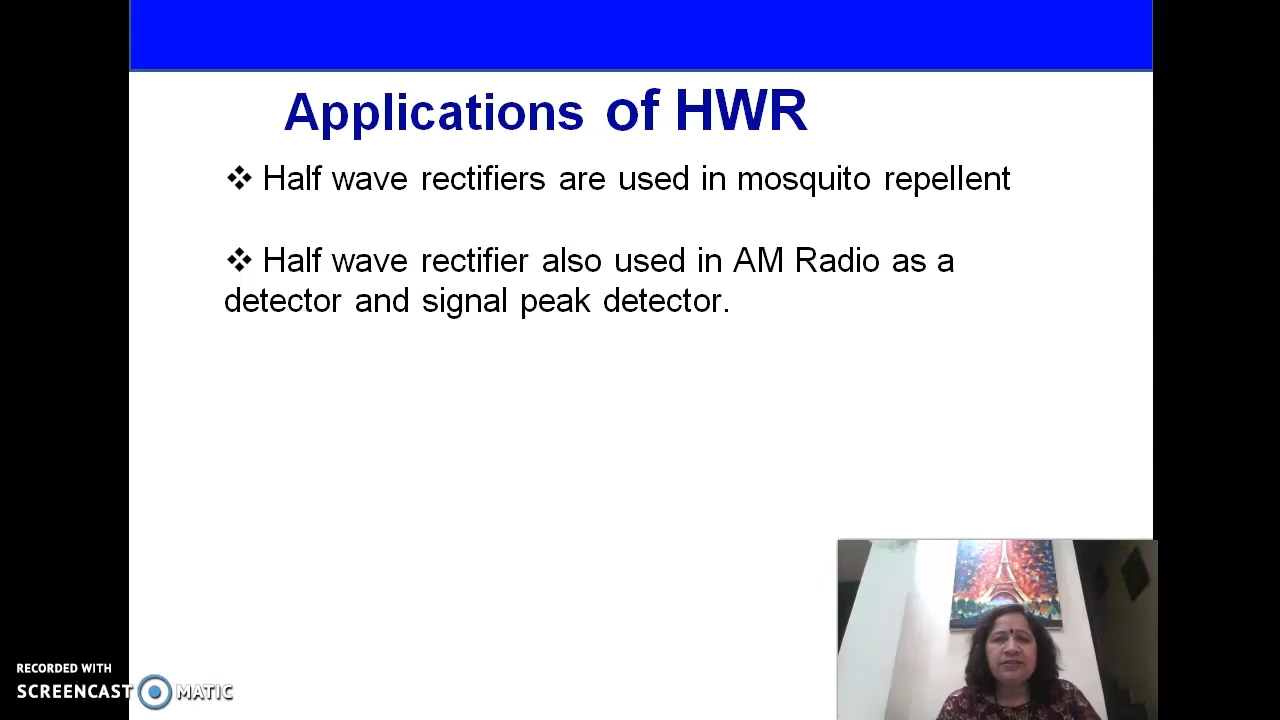 Applications of HWR
❖ Half wave rectifiers are used in mosquito repellent
❖ Half wave rectifier also used in AM Radio as a
detector and signal peak detector.
RECORDED WITH
SCREENCAST MATIC